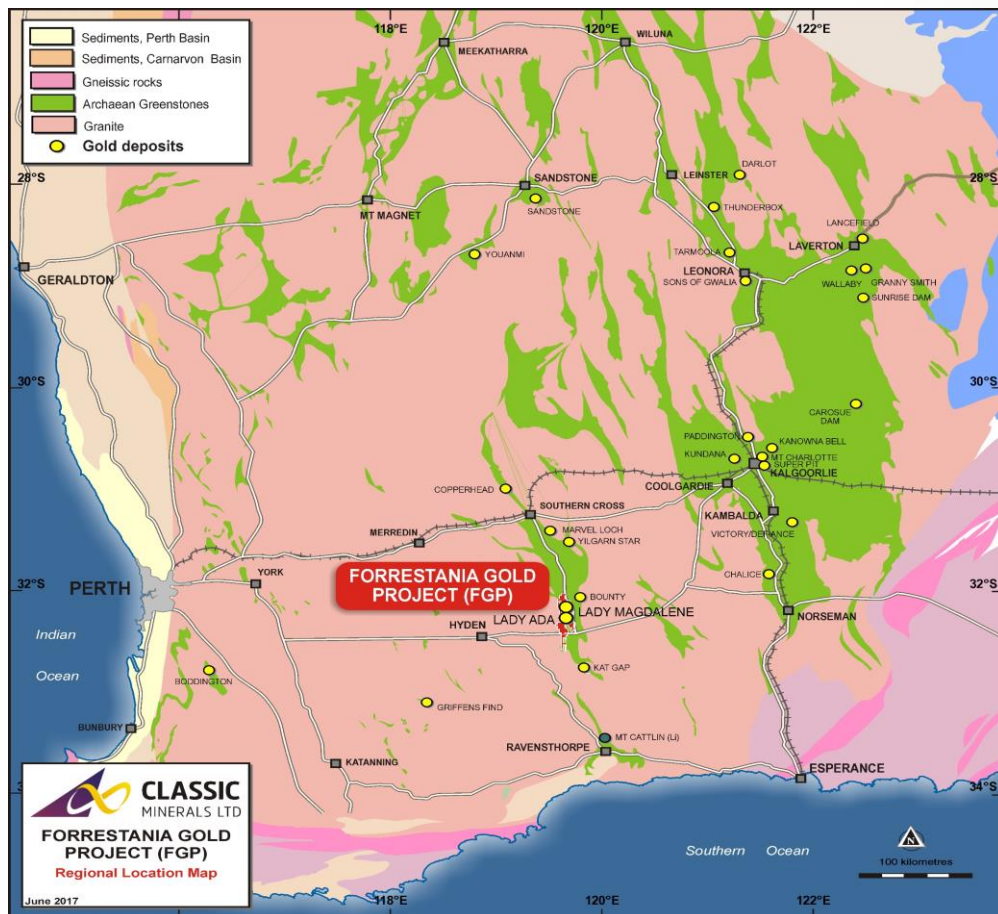 Sediments, Perth Basin
Sediments, Carnarvon Basin
Gneissic rocks
Archaean Greenstones
Granite
Gold deposits
118°E
120°E
122°E
MEEKATHARRA
WILUNA
28°S
28°S
DARLOT
LEINSTER
SANDSTONE
SANDSTONE
MT MAGNET
THUNDERBOX
LANCEFIELD
LAVERTON
YOUANMI
TARMOOLA
GERALDTON
LEONORA
SONS OF GWALIA
WALLABY
GRANNY SMITH
SUNRISE DAM
30°S
30°S
CAROSUE
DAM
PADDINGTON
KANOWNA BELL
KUNDANA
MT CHARLOTTE
SUPER PIT
KALGOORLIE
COOLGARDIE
COPPERHEAD
SOUTHERN CROSS
KAMBALDA
MERREDIN
MARVEL LOCH
YILGARN STAR
VICTORY/DEFIANCE
32°S
32°S
YORK
PERTH
FORRESTANIA GOLD
PROJECT (FGP)
CHALICE
BOUNTY
LADY MAGDALENE
LADY ADA
NORSEMAN
HYDEN
Indian
Ocean
KAT GAP
BODDINGTON
GRIFFENS FIND
BUNBURY
MT CATTLIN (Li)
RAVENSTHORPE
KATANNING
ESPERANCE
34°S
CLASSIC
MINERALS LTD
FORRESTANIA GOLD
PROJECT (FGP)
Regional Location Map
June 2017
Southern Ocean
N
100 kilometres
118°E
120°E
122°E